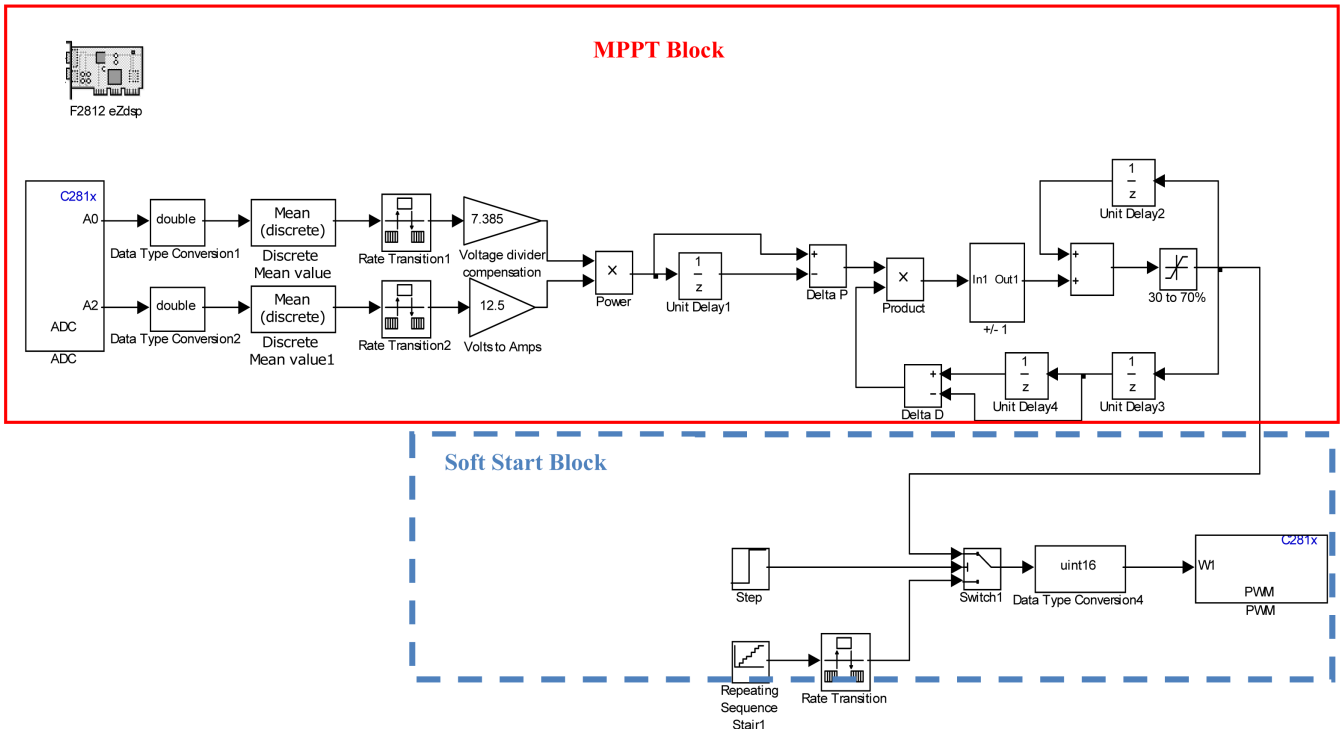 MPPT Block
F2812 eZdsp
C281x
A0
A2
ADC
ADC
double
Data Type Conversion1
double
Data Type Conversion2
Mean
(discrete)
Discrete
Mean value
Mean
(discrete)
Discrete
Mean value1
Rate Transition1
Rate Transition2
7.385
Voltage divider
compensation
12.5
Volts to Amps
×
Power
1
z
Unit Delay1
+
−
Delta P
×
Product
In1 Out1
+/- 1
1
z
Unit Delay2
+
+
30 to 70%
+
−
Delta D
1
z
Unit Delay4
1
z
Unit Delay3
Soft Start Block
Step
Switch1
uint16
Data Type Conversion4
C281x
W1
PWM
PWM
Repeating
Sequence
Stair1
Rate Transition